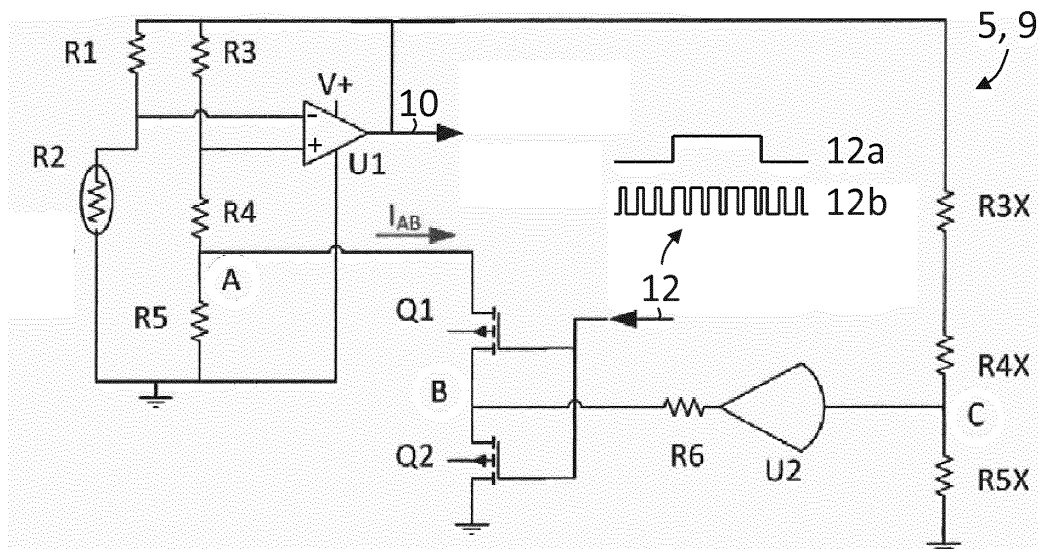 5, 9
R1
R3
V+
10
-
+
U1
R2
12a
12b
R4
I_AB
R3X
A
R5
12
Q1
R4X
B
C
R6
U2
Q2
R5X